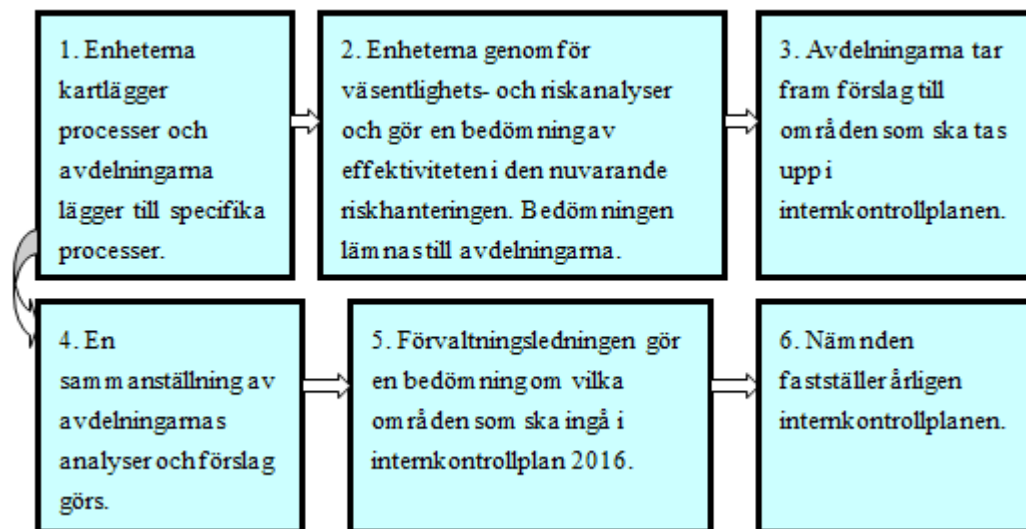 1. Enheterna
kartlägger
processer och
avdelningarna
lägger till specifika
processer.
2. Enheterna genomför
väsentlighets- och riskanalyser
och gör en bedömning av
effektiviteten i den nuvarande
riskhanteringen. Bedömningen
lämnas till avdelningarna.
3. Avdelningarna tar
fram förslag till
områden som ska tas
upp i
internkontrollplanen.
4. En
sammanställning av
avdelningarnas
analyser och förslag
görs.
5. Förvaltningsledningen gör
en bedömning om vilka
områden som ska ingå i
internkontrollplan 2016.
6. Nämnden
fastställer årligen
internkontrollplanen.